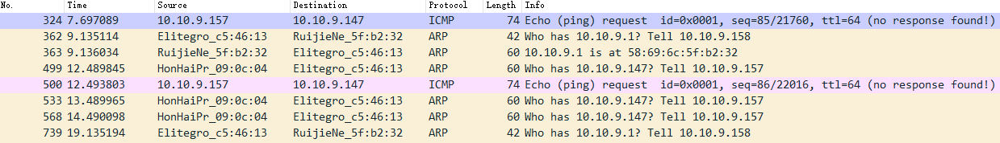 No. Time Source Destination Protocol Length Info
324 7.697089 10.10.9.157 10.10.9.147 ICMP 74 Echo (ping) request id=0x0001, seq=85/21760, ttl=64 (no response found!)
362 9.135114 Elitegro_c5:46:13 RuijieNe_5f:b2:32 ARP 42 Who has 10.10.9.1? Tell 10.10.9.158
363 9.136034 RuijieNe_5f:b2:32 Elitegro_c5:46:13 ARP 60 10.10.9.1 is at 58:69:6c:5f:b2:32
499 12.489845 HonHaiPr_09:0c:04 Elitegro_c5:46:13 ARP 60 Who has 10.10.9.147? Tell 10.10.9.157
500 12.493803 10.10.9.157 10.10.9.147 ICMP 74 Echo (ping) request id=0x0001, seq=86/22016, ttl=64 (no response found!)
533 13.489965 HonHaiPr_09:0c:04 Elitegro_c5:46:13 ARP 60 Who has 10.10.9.147? Tell 10.10.9.157
568 14.490098 HonHaiPr_09:0c:04 Elitegro_c5:46:13 ARP 60 Who has 10.10.9.147? Tell 10.10.9.157
739 19.135194 Elitegro_c5:46:13 RuijieNe_5f:b2:32 ARP 42 Who has 10.10.9.1? Tell 10.10.9.158